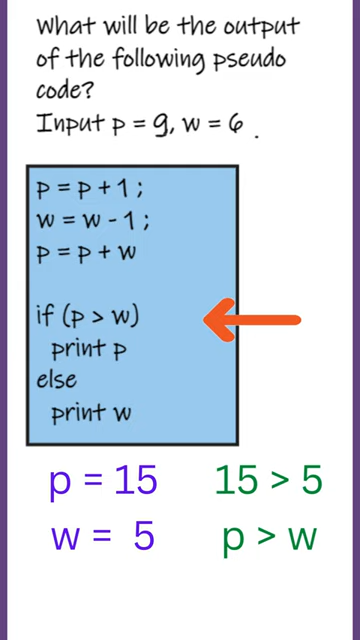 What will be the output
of the following pseudo
code?
Input p = 9, w = 6 .
p = p + 1 ;
w = w - 1 ;
p = p + w
if (p > w)
print p
else
print w
p = 15
15 > 5
w = 5
p > w